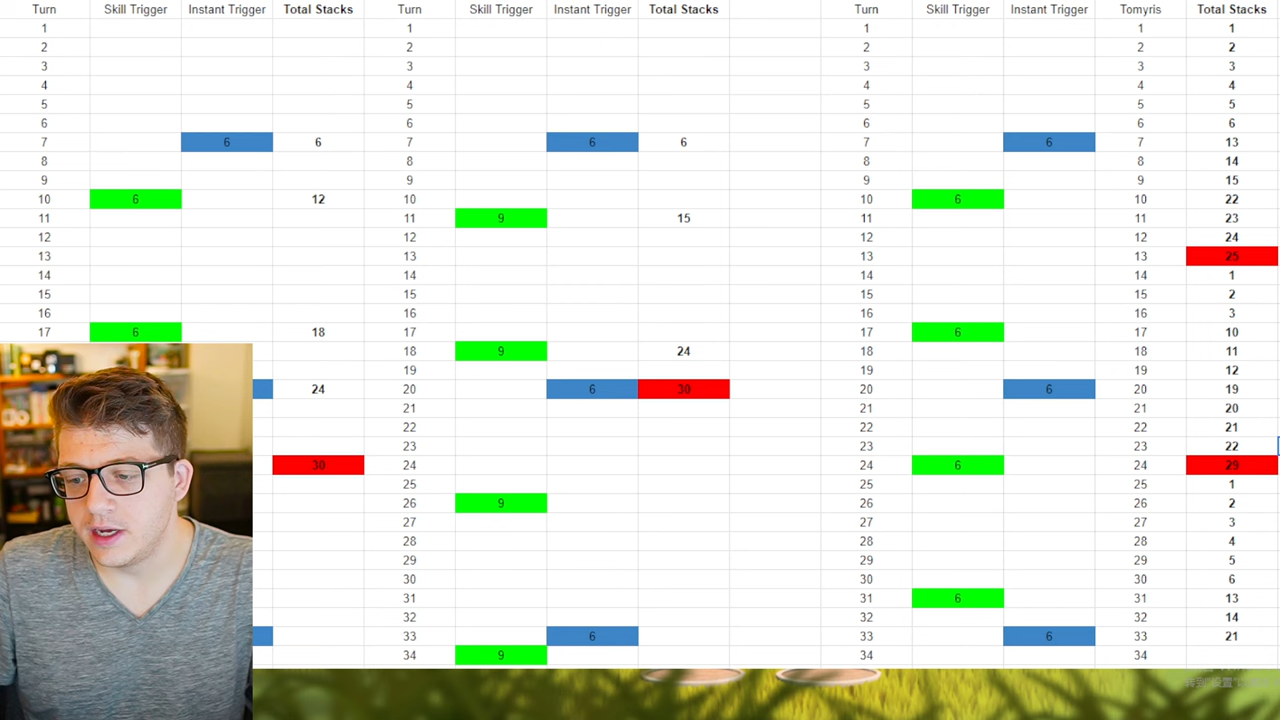 Turn Skill Trigger Instant Trigger Total Stacks Turn Skill Trigger Instant Trigger Total Stacks Turn Skill Trigger Instant Trigger Tomyris Total Stacks
1 1 1 1 1
2 2 2 2 2
3 3 3 3 3
4 4 4 4 4
5 5 5 5 5
6 6 6 6 6
7 6 6 7 6 6 7 6 7 13
8 8 8 8 14
9 9 9 9 15
10 6 12 10 10 6 10 22
11 11 9 15 11 11 23
12 12 12 12 24
13 13 13 13 25
14 14 14 14 1
15 15 15 15 2
16 16 16 16 3
17 6 18 17 17 6 17 10
18 9 24 18 18 11
19 19 19 12
24 20 6 30 20 6 20 19
21 21 21 20
22 22 22 21
23 23 23 22
30 24 24 6 24 29
25 25 25 1
26 9 26 26 2
27 27 27 3
28 28 28 4
29 29 29 5
30 30 30 6
31 31 6 31 13
32 32 32 14
33 6 33 6 33 21
34 9 34 34